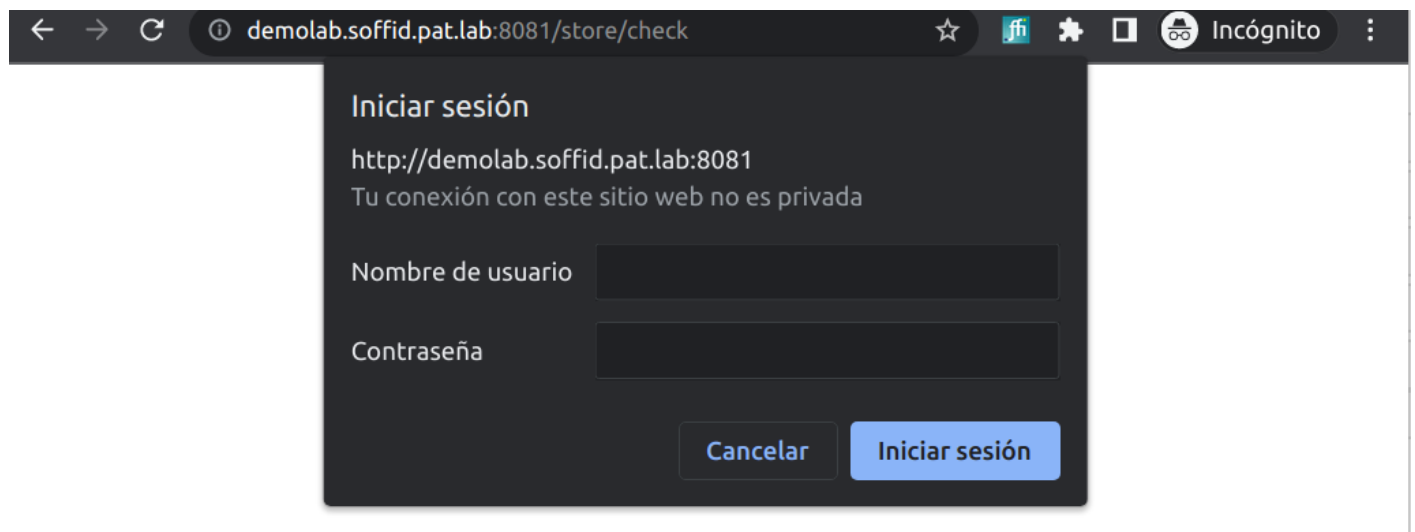 demolab.soffid.pat.lab:8081/store/check
ffi
Incógnito
Iniciar sesión
http://demolab.soffid.pat.lab:8081
Tu conexión con este sitio web no es privada
Nombre de usuario
Contraseña
Cancelar
Iniciar sesión